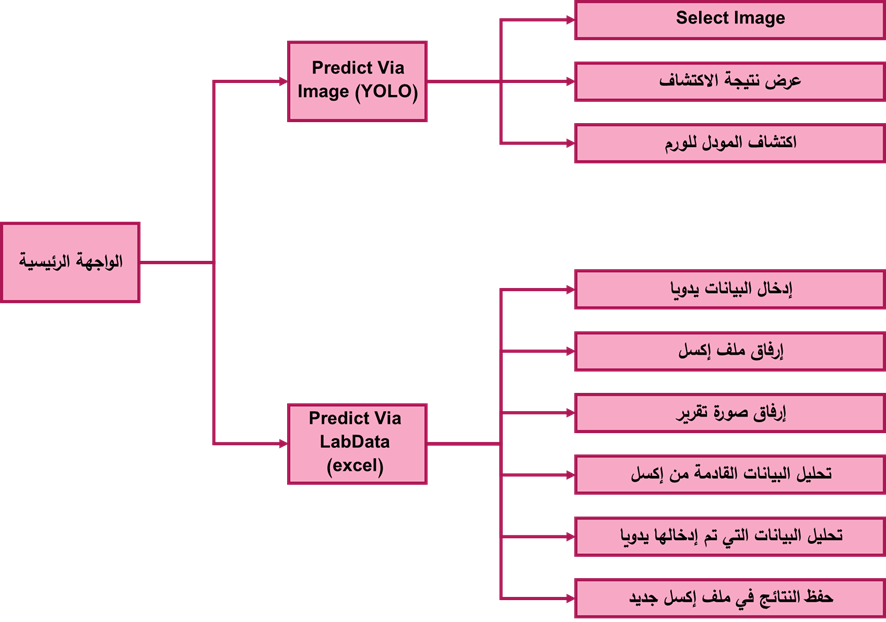 الواجهة الرئيسية
Predict Via
Image (YOLO)
Select Image
عرض نتيجة الاكتشاف
اكتشاف المودل للورم
Predict Via
LabData
(excel)
إدخال البيانات يدويا
إرفاق ملف إكسل
إرفاق صورة تقرير
تحليل البيانات القادمة من إكسل
تحليل البيانات التي تم إدخالها يدويا
حفظ النتائج في ملف إكسل جديد